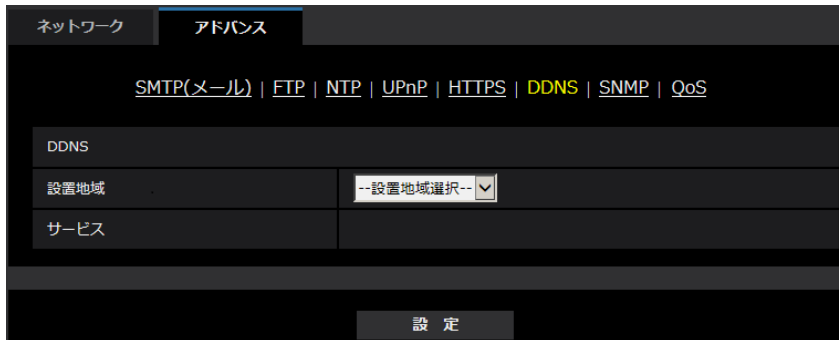 ネットワーク アドバンス
SMTP(メール) | FTP | NTP | UPnP | HTTPS | DDNS | SNMP | QoS
DDNS
設置地域 --設置地域選択--
サービス
設 定